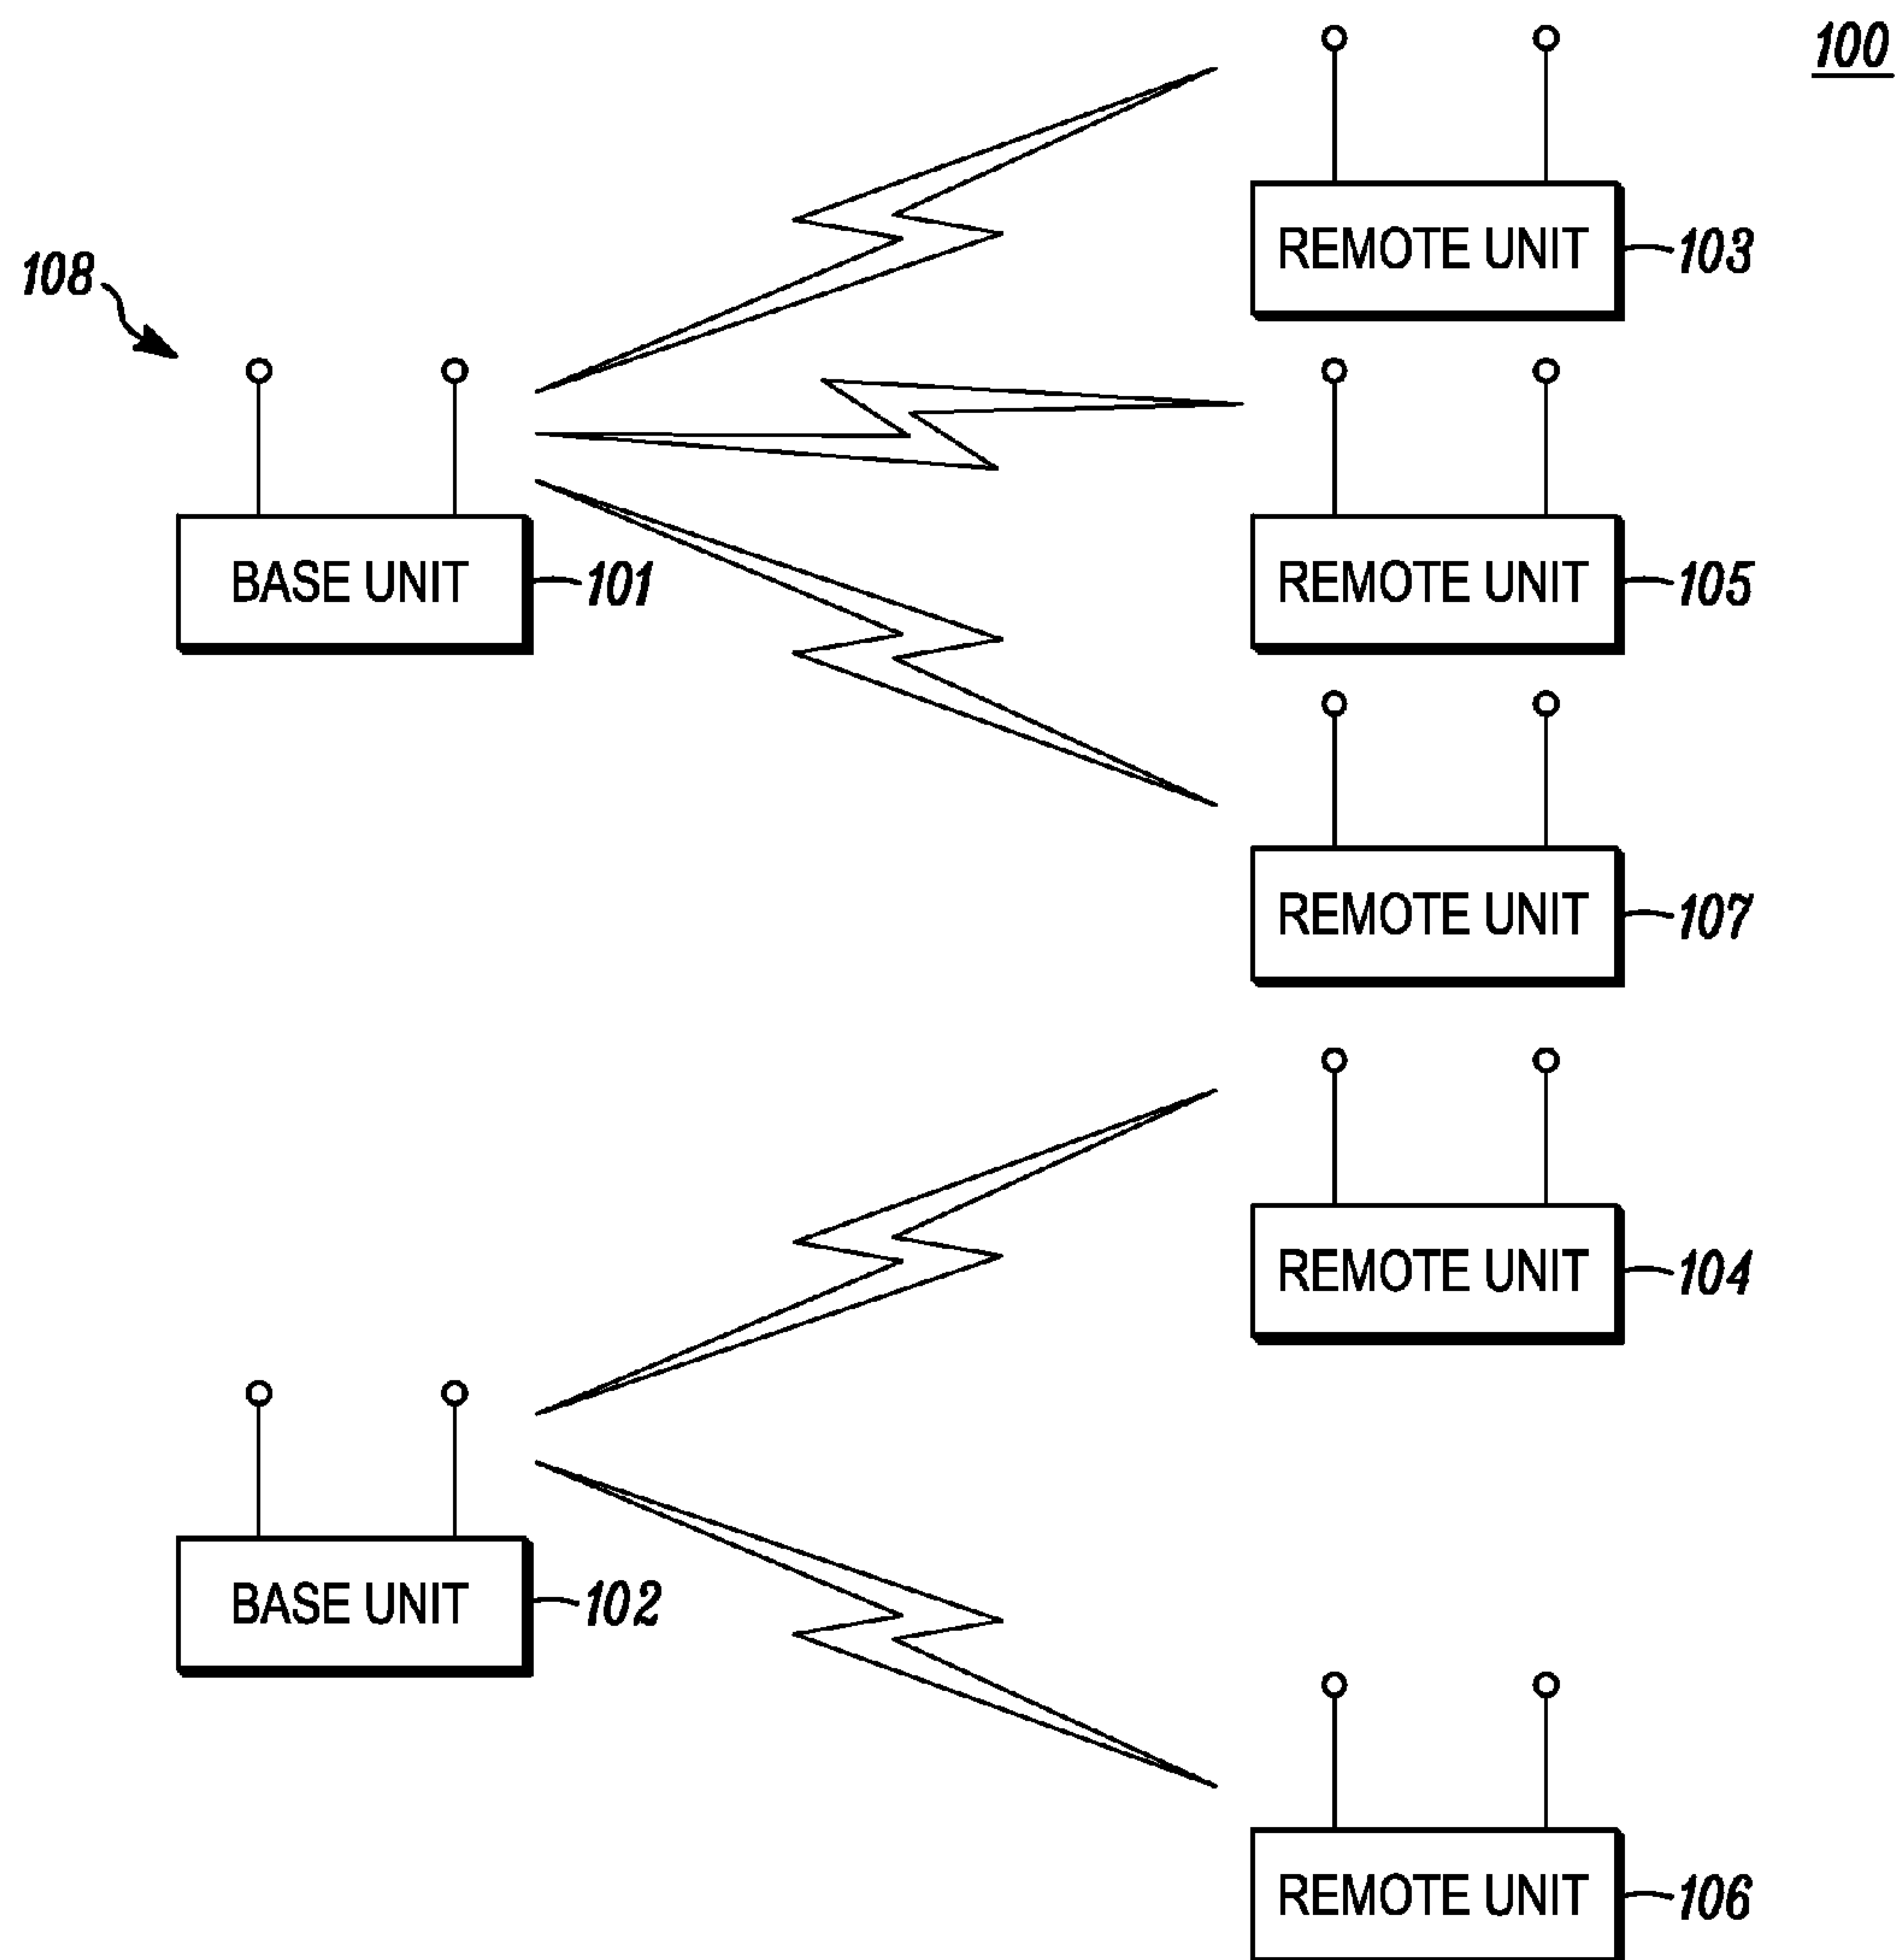 100
REMOTE UNIT 103
108
BASE UNIT 101
REMOTE UNIT 105
REMOTE UNIT 107
REMOTE UNIT 104
BASE UNIT 102
REMOTE UNIT 106